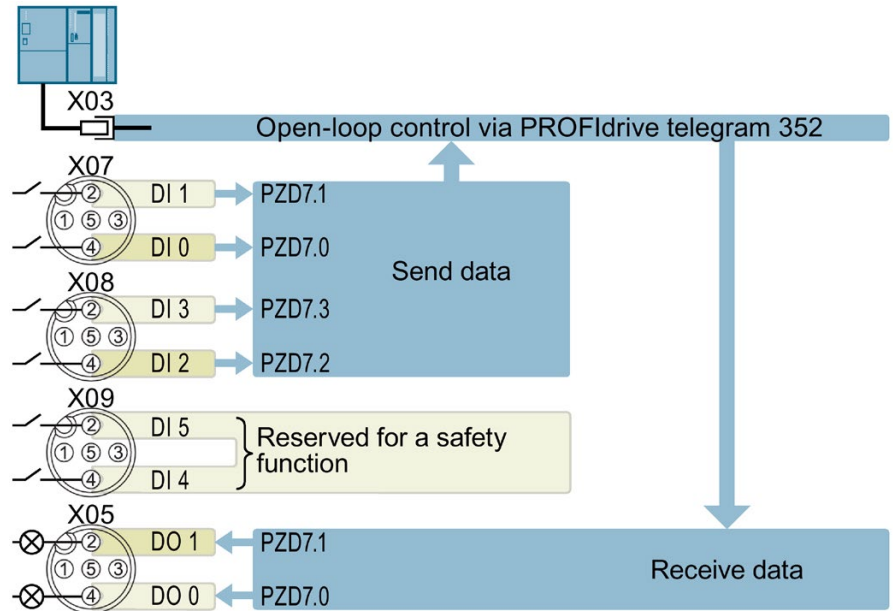 X03
Open-loop control via PROFIdrive telegram 352
X07
2 DI 1 PZD7.1
1 5 3
4 DI 0 PZD7.0
Send data
X08
2 DI 3 PZD7.3
1 5 3
4 DI 2 PZD7.2
X09
2 DI 5
1 5 3
4 DI 4
Reserved for a safety
function
X05
2 DO 1 PZD7.1
1 5 3
Receive data
4 DO 0 PZD7.0